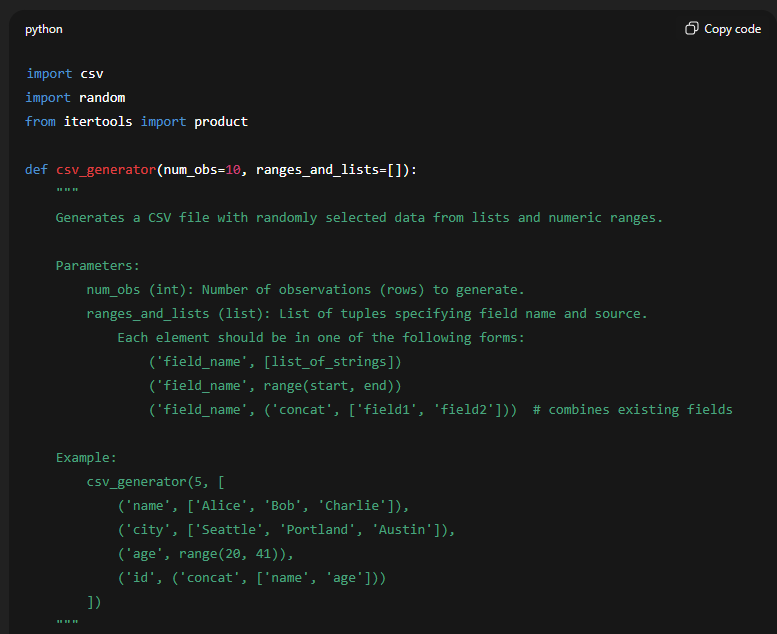 python
Copy code
import csv
import random
from itertools import product
def csv_generator(num_obs=10, ranges_and_lists=[]):
"""
Generates a CSV file with randomly selected data from lists and numeric ranges.
Parameters:
num_obs (int): Number of observations (rows) to generate.
ranges_and_lists (list): List of tuples specifying field name and source.
Each element should be in one of the following forms:
('field_name', [list_of_strings])
('field_name', range(start, end))
('field_name', ('concat', ['field1', 'field2']))  # combines existing fields
Example:
csv_generator(5, [
('name', ['Alice', 'Bob', 'Charlie']),
('city', ['Seattle', 'Portland', 'Austin']),
('age', range(20, 41)),
('id', ('concat', ['name', 'age']))
])
"""